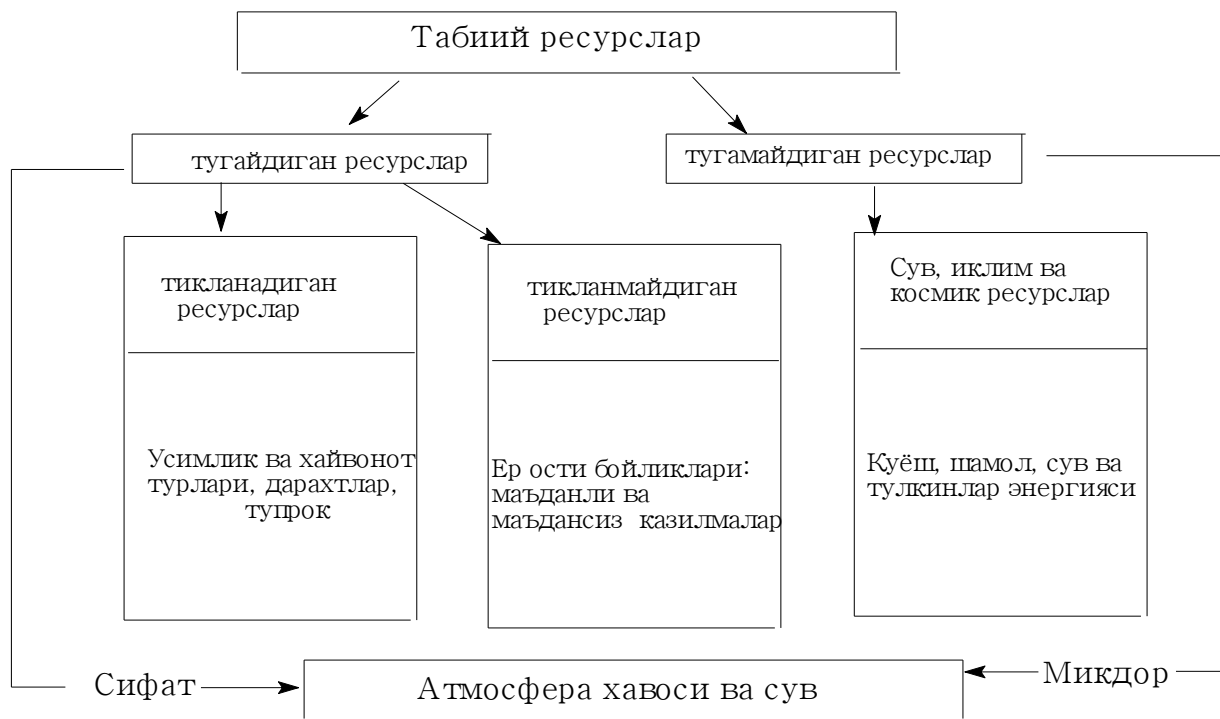 Табиий ресурслар
тугайдиган ресурслар
тугамайдиган ресурслар
тикланадиган
ресурслар
тикланмайдиган
ресурслар
Сув, иклим ва
космик ресурслар
Усимлик ва хайвонот
турлари, дарахтлар,
тупрок
Ер ости бойликлари:
маъданли ва
маъдансиз казилмалар
Куёш, шамол, сув ва
тулкинлар энергияси
Сифат
Атмосфера хавоси ва сув
Микдор